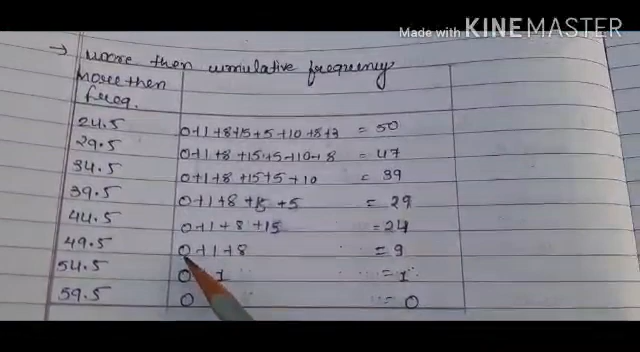 Made with KINEMASTER
→ more then cumulative frequency
more then
freq.
24.5 0+1+8+15+5+10+8+3 = 50
29.5 0+1+8+15+5+10+8 = 47
34.5 0+1+8+15+5+10 = 39
39.5 0+1+8+15+5 = 29
44.5 0+1+8+15 = 24
49.5 0+1+8 = 9
54.5 0 1 = 1
59.5 0 = 0